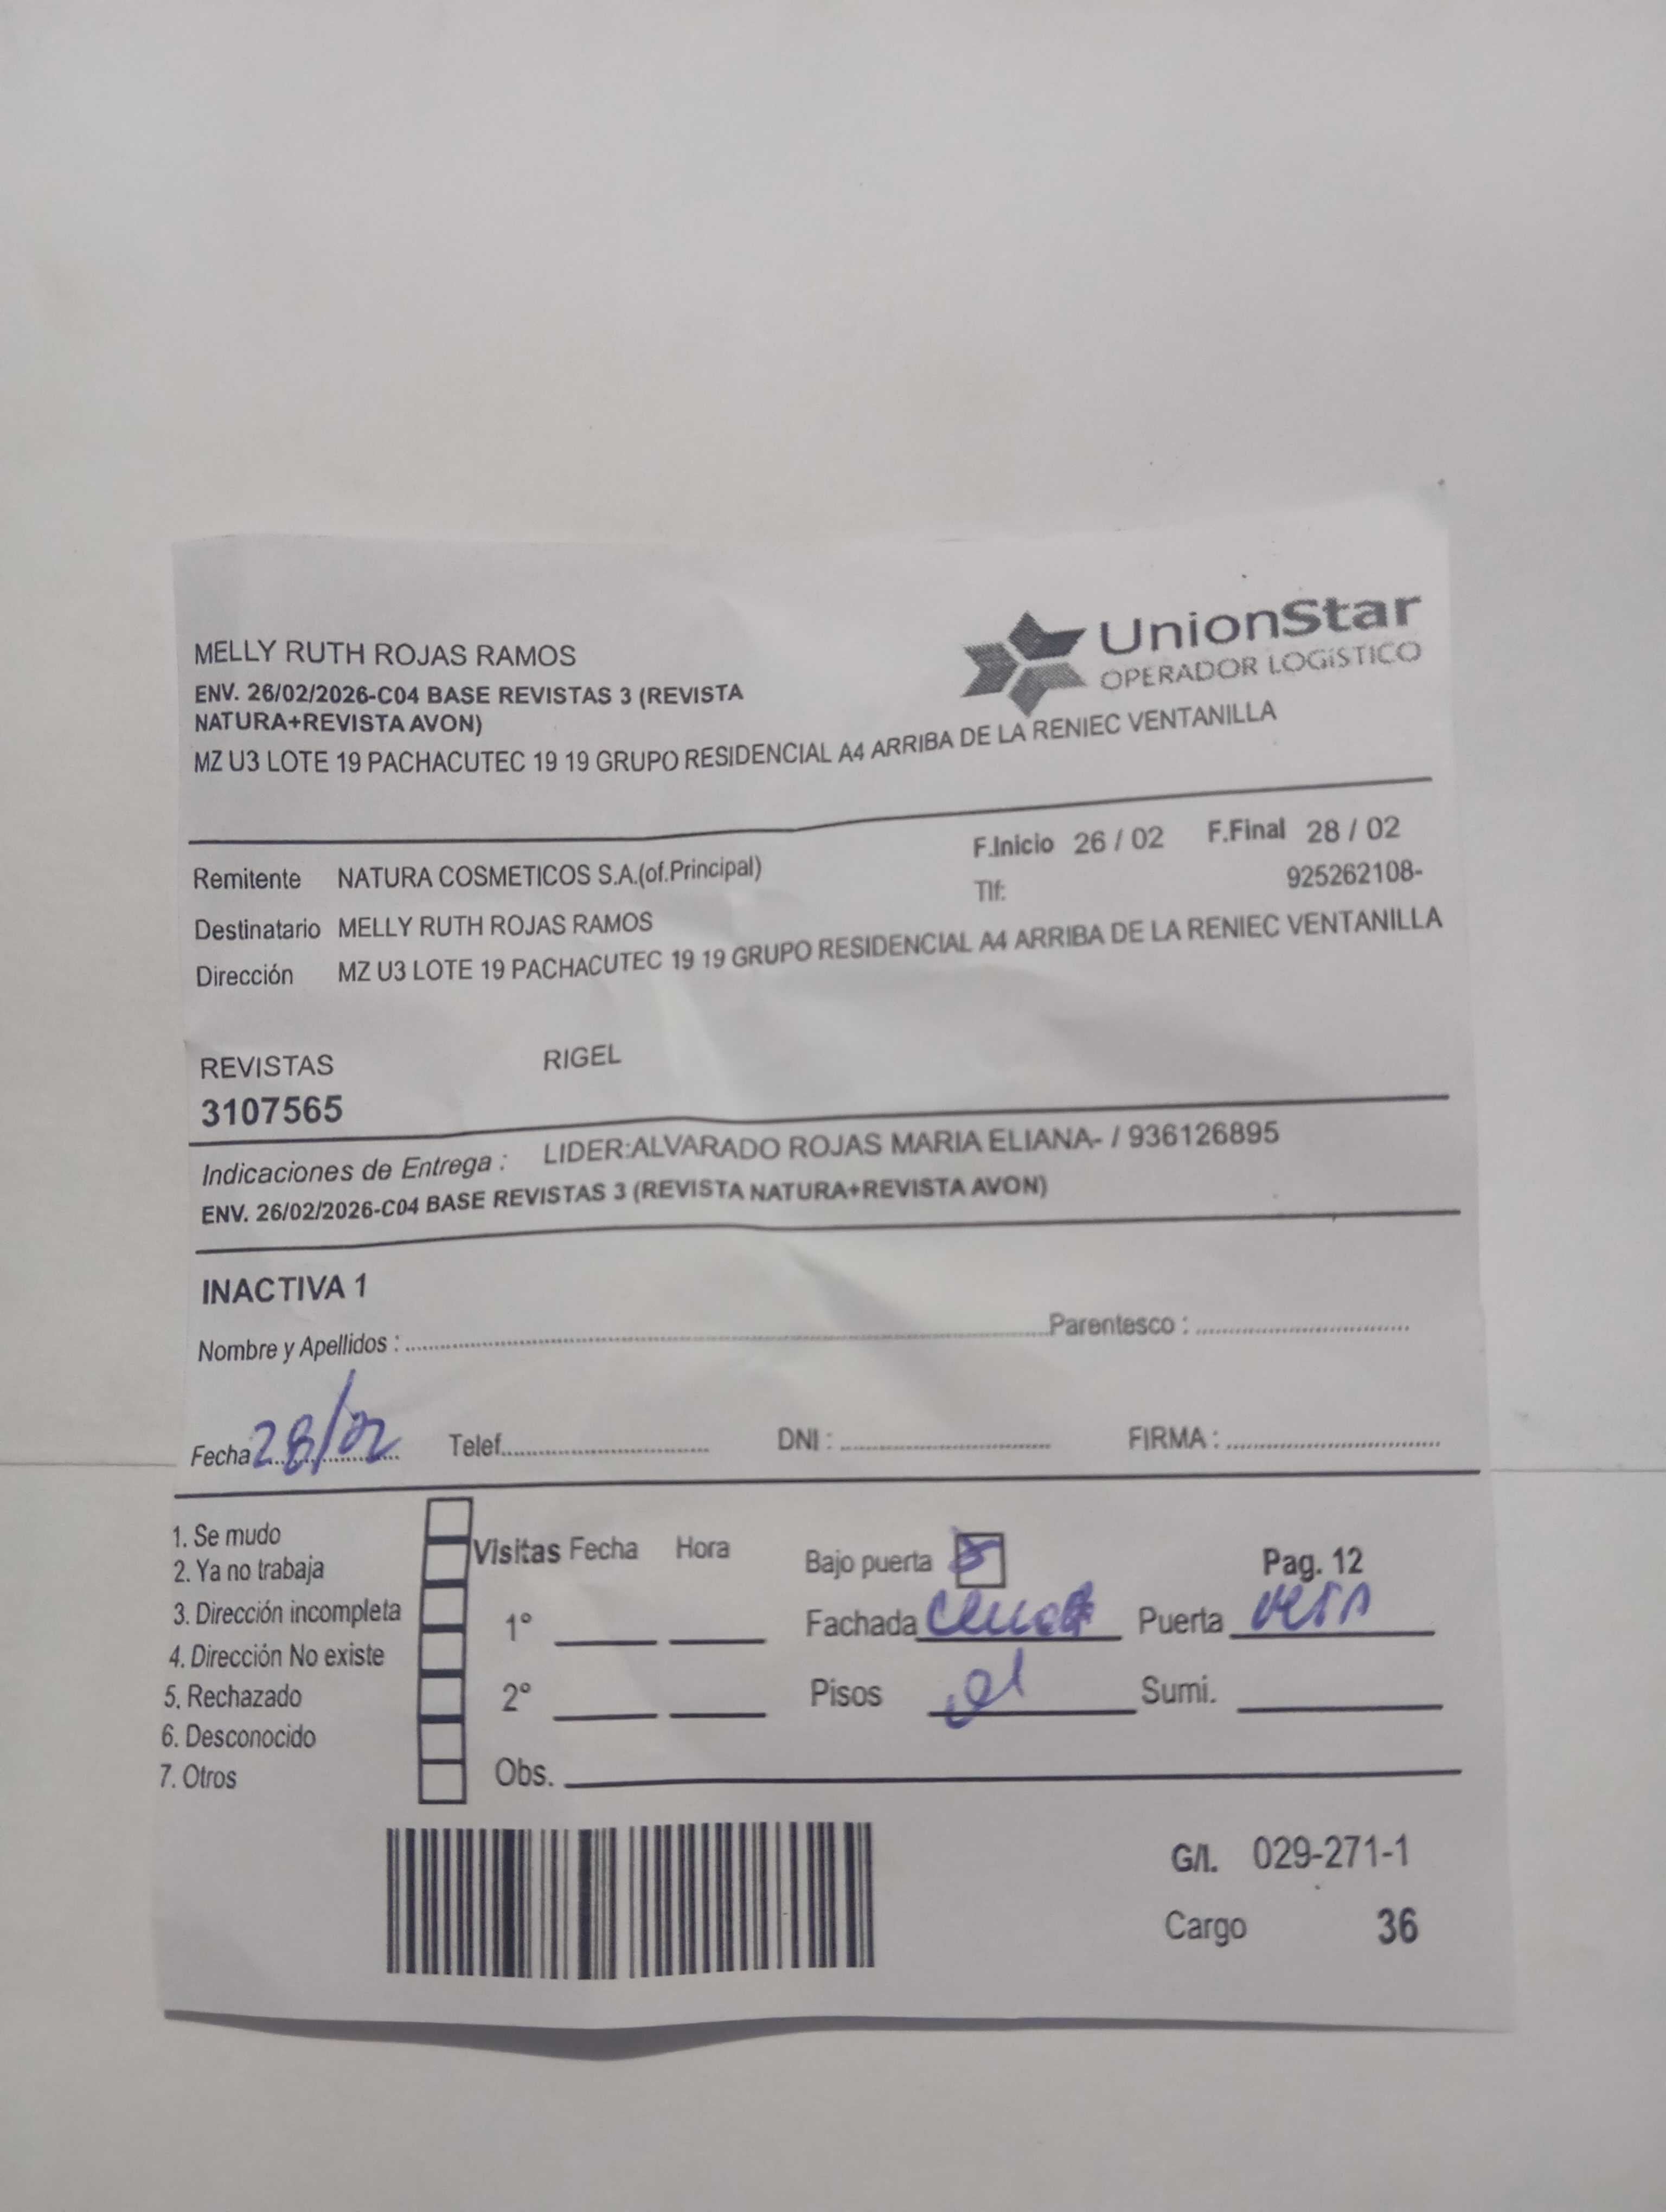 UnionStar
OPERADOR LOGíSTICO
MELLY RUTH ROJAS RAMOS
ENV. 26/02/2026-C04 BASE REVISTAS 3 (REVISTA
NATURA+REVISTA AVON)
MZ U3 LOTE 19 PACHACUTEC 19 19 GRUPO RESIDENCIAL A4 ARRIBA DE LA RENIEC VENTANILLA
F.Inicio 26 / 02 F.Final 28 / 02
Remitente NATURA COSMETICOS S.A.(of.Principal)
Tlf: 925262108-
Destinatario MELLY RUTH ROJAS RAMOS
Dirección MZ U3 LOTE 19 PACHACUTEC 19 19 GRUPO RESIDENCIAL A4 ARRIBA DE LA RENIEC VENTANILLA
REVISTAS RIGEL
3107565
Indicaciones de Entrega : LIDER:ALVARADO ROJAS MARIA ELIANA- / 936126895
ENV. 26/02/2026-C04 BASE REVISTAS 3 (REVISTA NATURA+REVISTA AVON)
INACTIVA 1
Nombre y Apellidos : Parentesco :
Fecha 28/02 Telef. DNI : FIRMA :
1. Se mudo
2. Ya no trabaja
3. Dirección incompleta
4. Dirección No existe
5. Rechazado
6. Desconocido
7. Otros
Visitas Fecha Hora
1°
2°
Obs.
Bajo puerta Pag. 12
Fachada Puerta
Pisos Sumi.
G/I. 029-271-1
Cargo 36